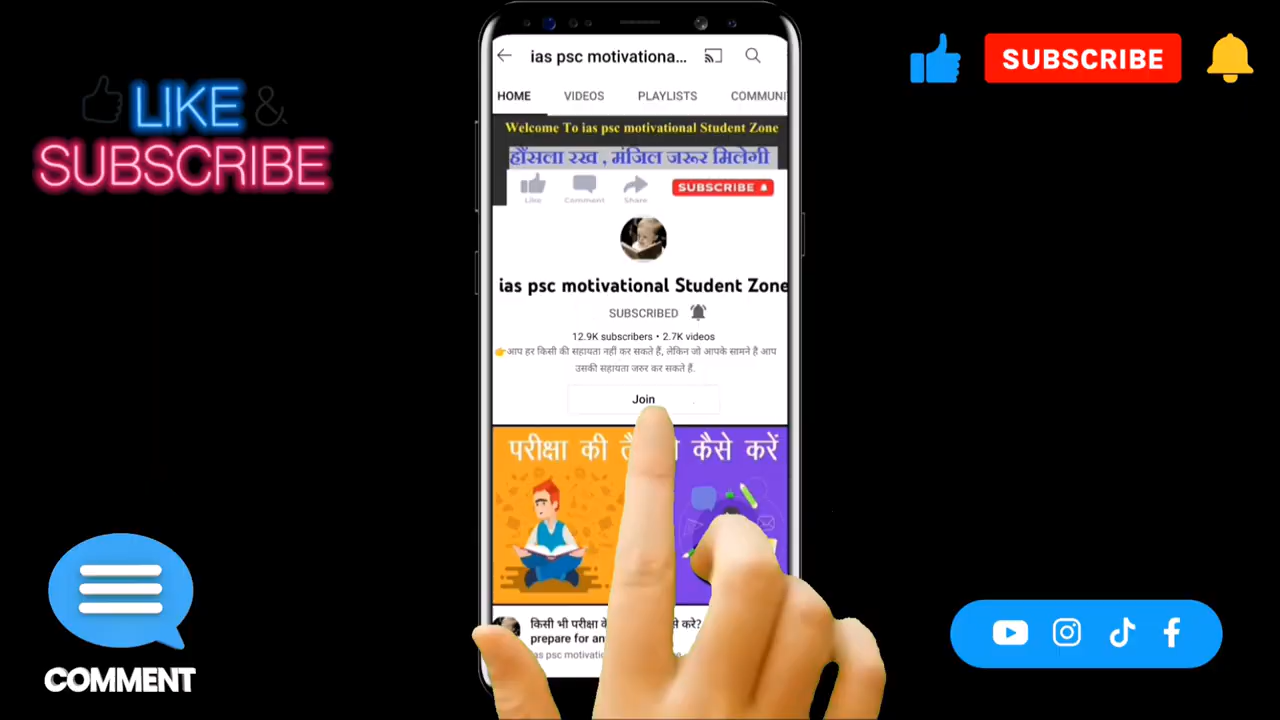 ias psc motivationa...
HOME VIDEOS PLAYLISTS COMMUNI
Welcome To ias psc motivational Student Zone
हौंसला रख , मंजिल जरूर मिलेगी
Like Comment Share SUBSCRIBE
ias psc motivational Student Zone
SUBSCRIBED
12.9K subscribers • 2.7K videos
👉आप हर किसी की सहायता नहीं कर सकते हैं, लेकिन जो आपके सामने है आप
उसकी सहायता जरुर कर सकते हैं.
Join
परीक्षा की कैसे करें
किसी भी परीक्षा से करे?
prepare for an
ias psc motivatio
LIKE &
SUBSCRIBE
SUBSCRIBE
COMMENT